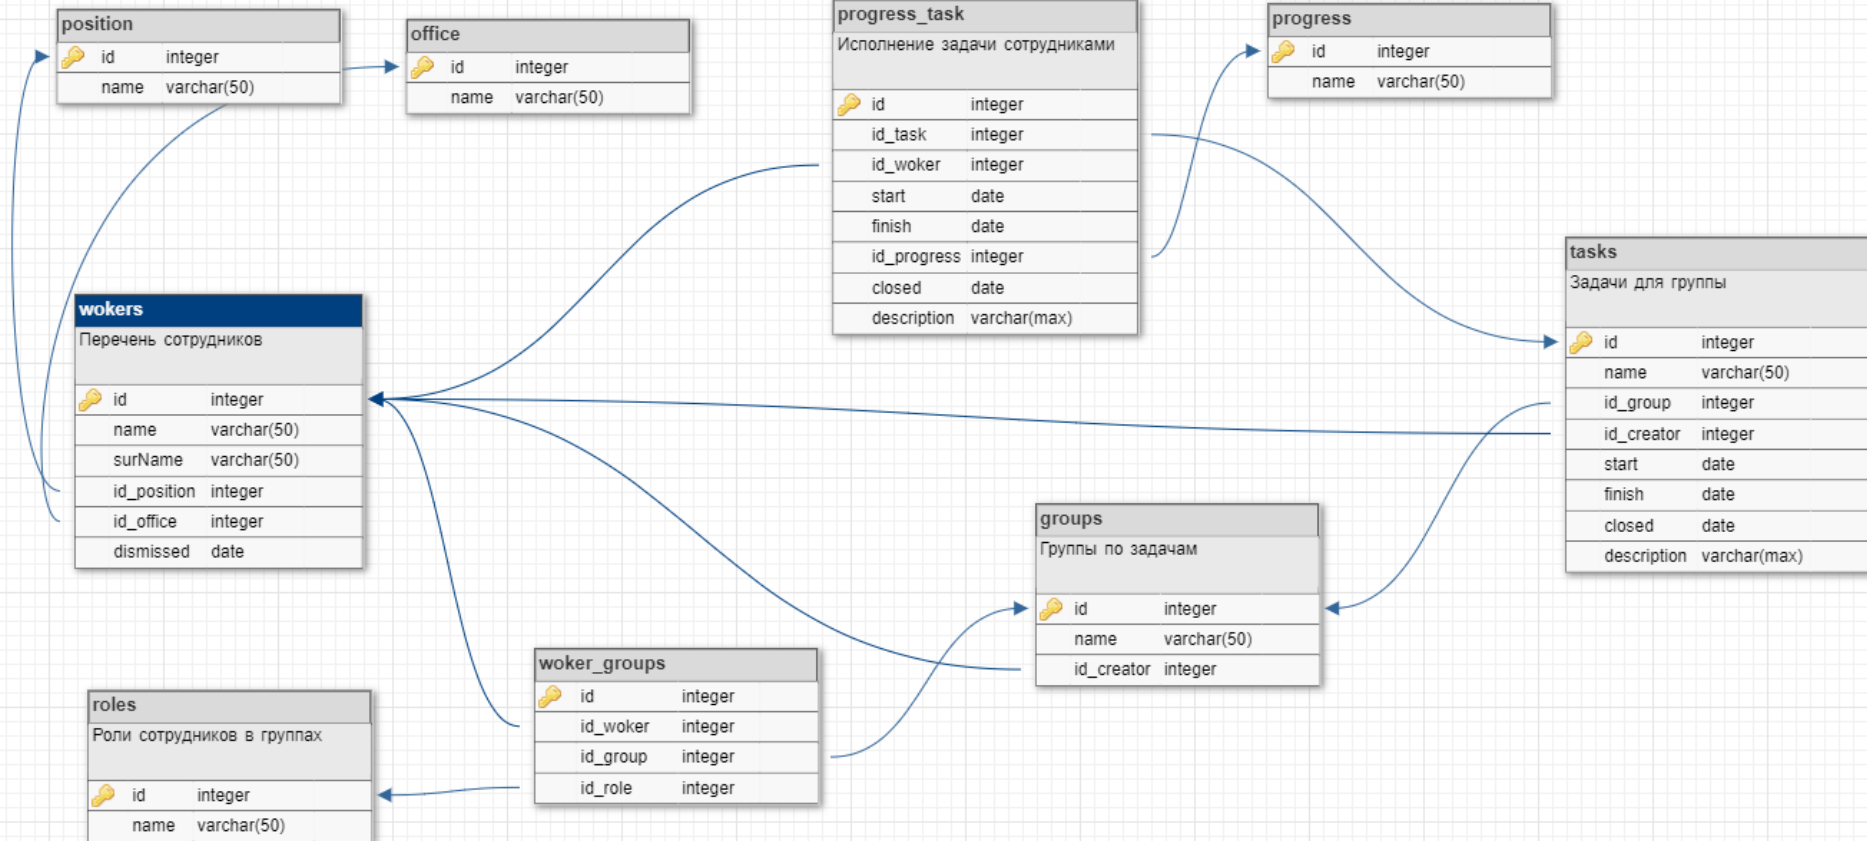 position
id integer
name varchar(50)
office
id integer
name varchar(50)
progress_task
Исполнение задачи сотрудниками
id integer
id_task integer
id_woker integer
start date
finish date
id_progress integer
closed date
description varchar(max)
progress
id integer
name varchar(50)
wokers
Перечень сотрудников
id integer
name varchar(50)
surName varchar(50)
id_position integer
id_office integer
dismissed date
tasks
Задачи для группы
id integer
name varchar(50)
id_group integer
id_creator integer
start date
finish date
closed date
description varchar(max)
groups
Группы по задачам
id integer
name varchar(50)
id_creator integer
woker_groups
id integer
id_woker integer
id_group integer
id_role integer
roles
Роли сотрудников в группах
id integer
name varchar(50)